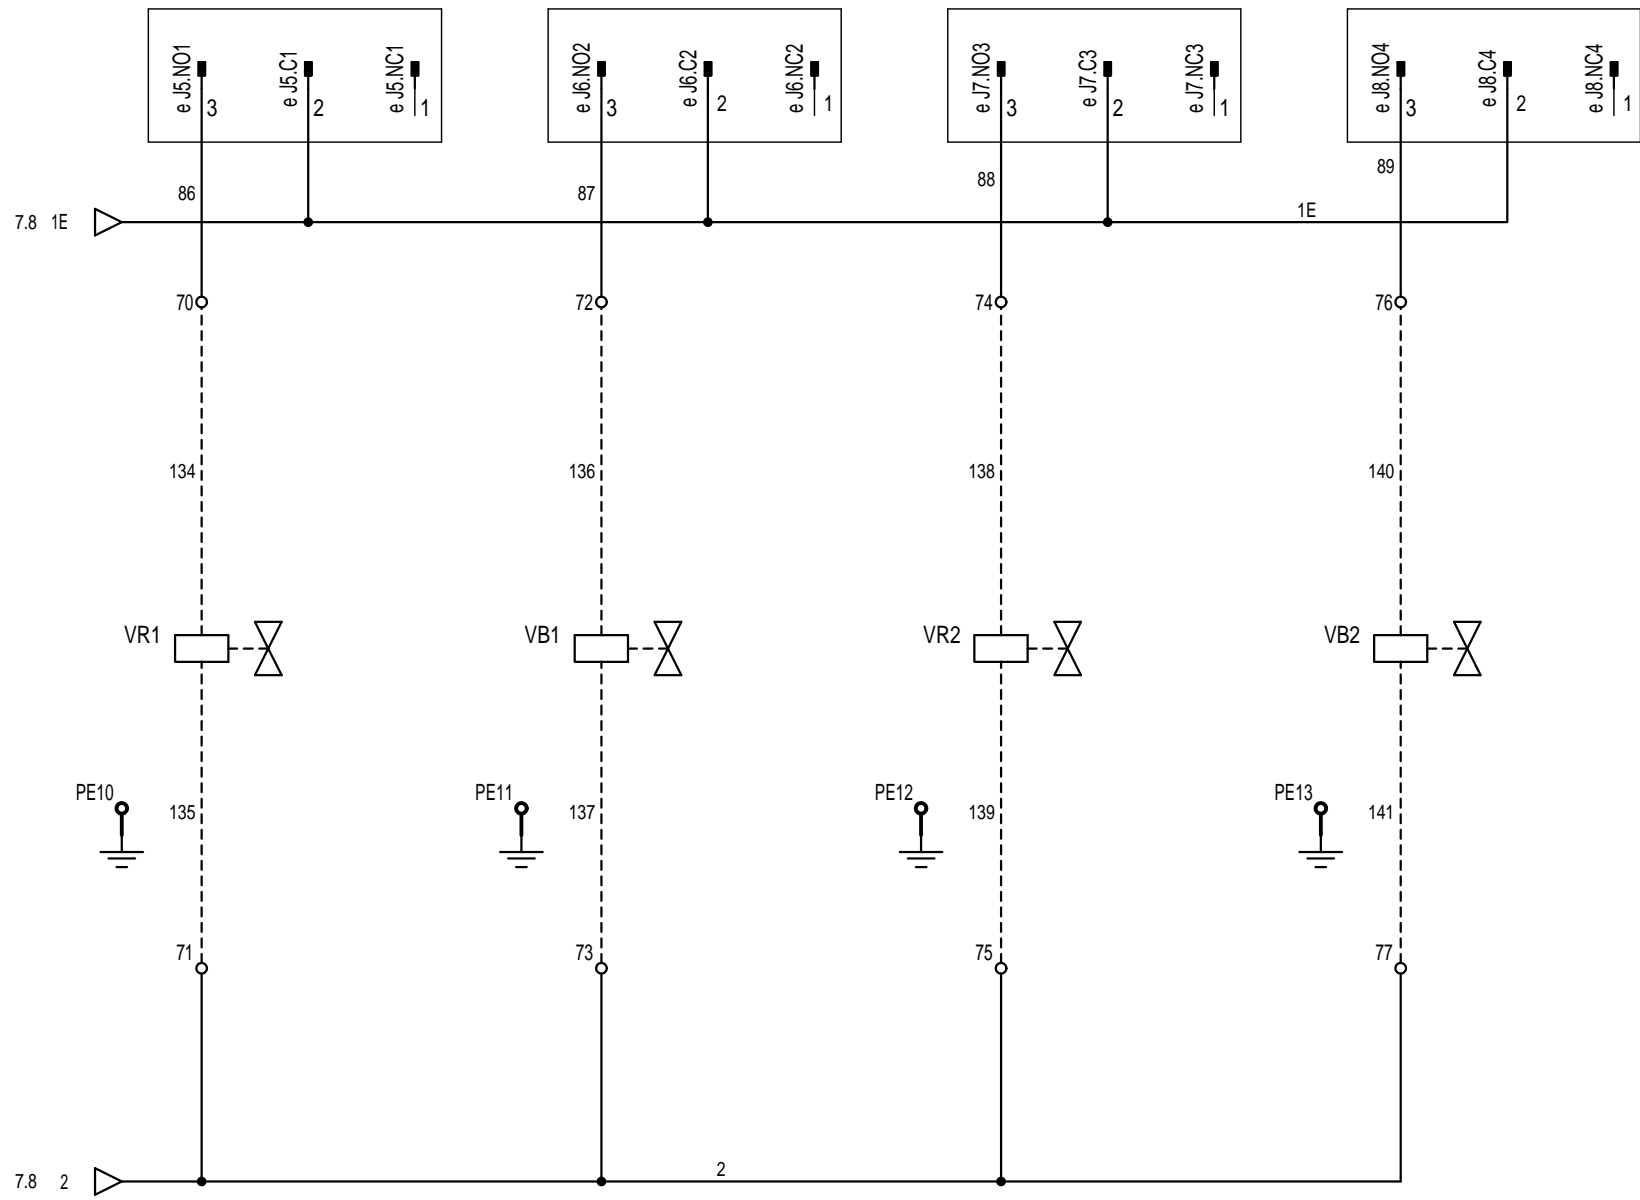 e J5.NO1 e J5.C1 e J5.NC1 e J6.NO2 e J6.C2 e J6.NC2 e J7.NO3 e J7.C3 e J7.NC3 e J8.NO4 e J8.C4 e J8.NC4
3 2 1 3 2 1 3 2 1 3 2 1
86 87 88 89
7.8 1E 1E
70 72 74 76
134 136 138 140
VR1 VB1 VR2 VB2
PE10 PE11 PE12 PE13
135 137 139 141
71 73 75 77
7.8 2 2